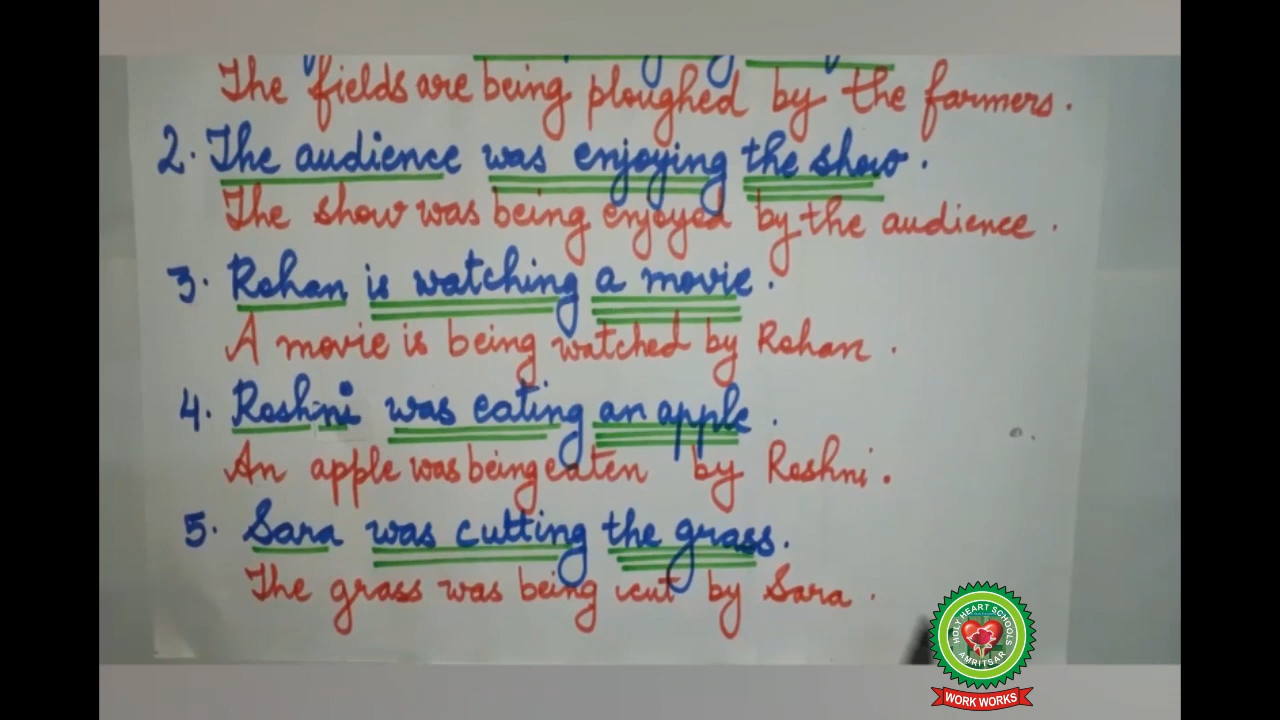 The fields are being ploughed by the farmers.
2. The audience was enjoying the show.
The show was being enjoyed by the audience.
3. Rohan is watching a movie.
A movie is being watched by Rohan.
4. Roshni was eating an apple.
An apple was being eaten by Roshni.
5. Sara was cutting the grass.
The grass was being cut by Sara.
HOLY HEART SCHOOLS
AMRITSAR
WORK WORKS